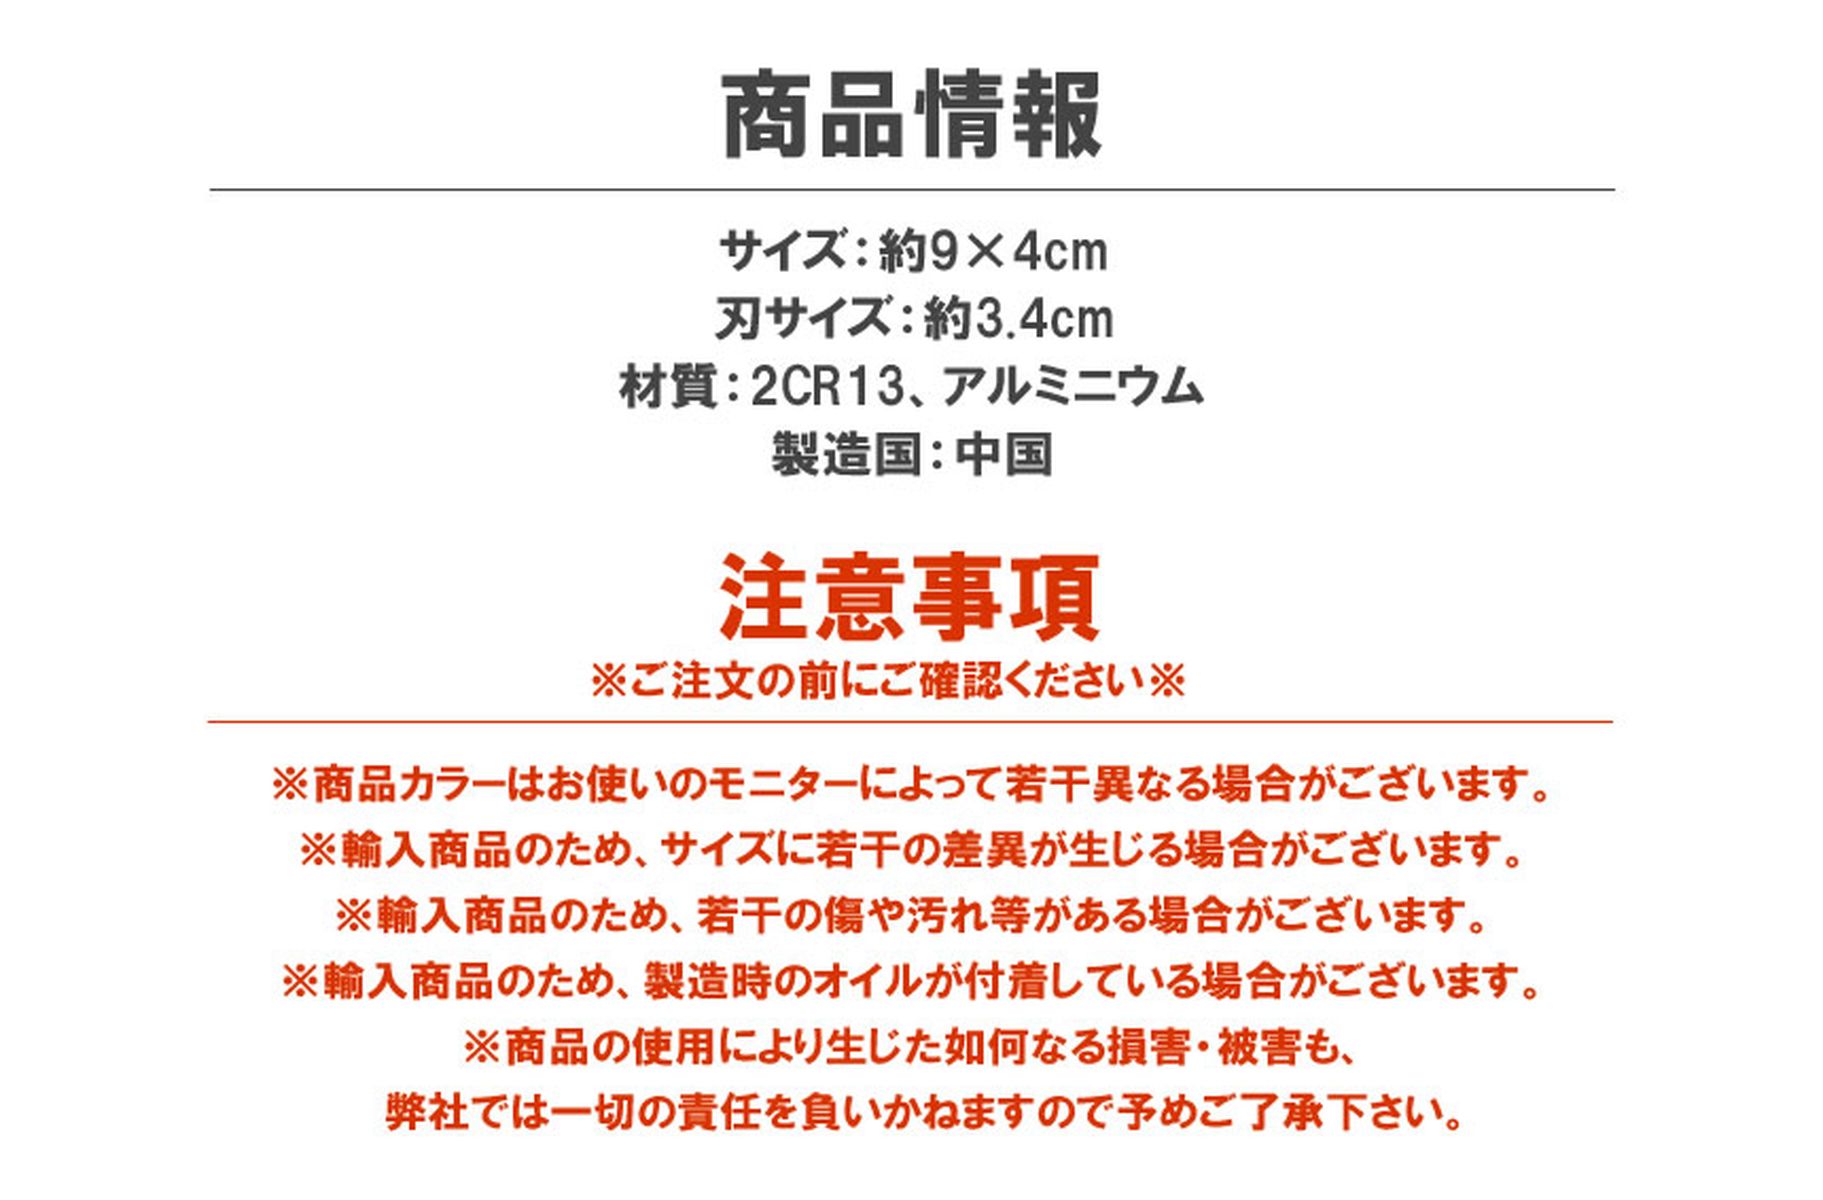 商品情報
サイズ：約9×4cm
刃サイズ：約3.4cm
材質：2CR13、アルミニウム
製造国：中国
注意事項
※ご注文の前にご確認ください※
※商品カラーはお使いのモニターによって若干異なる場合がございます。
※輸入商品のため、サイズに若干の差異が生じる場合がございます。
※輸入商品のため、若干の傷や汚れ等がある場合がございます。
※輸入商品のため、製造時のオイルが付着している場合がございます。
※商品の使用により生じた如何なる損害・被害も、
弊社では一切の責任を負いかねますので予めご了承下さい。